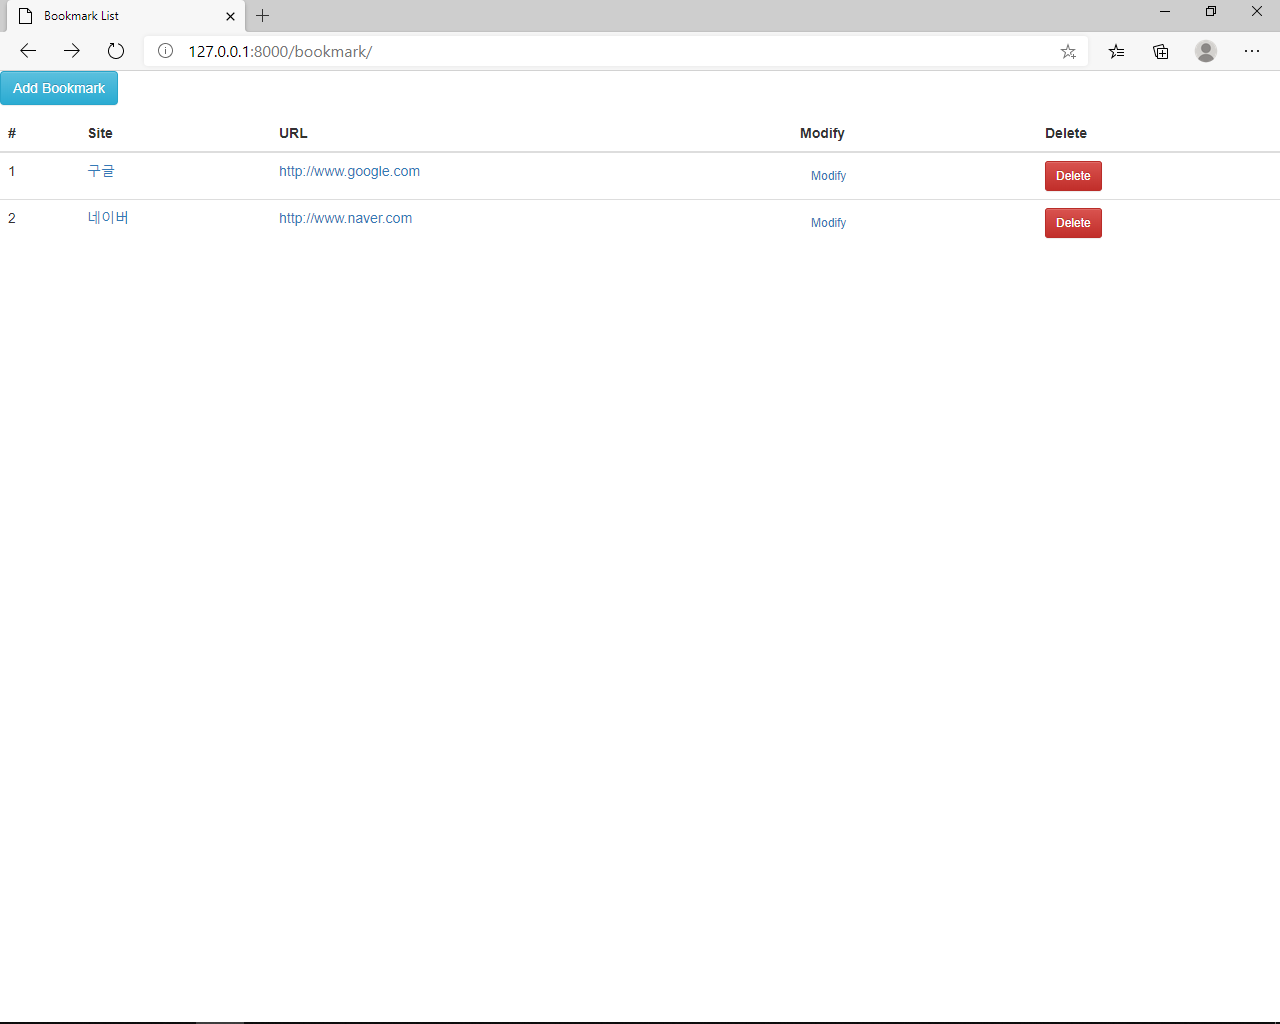 Bookmark List
127.0.0.1:8000/bookmark/
Add Bookmark
# Site URL Modify Delete
1 구글 http://www.google.com Modify Delete
2 네이버 http://www.naver.com Modify Delete